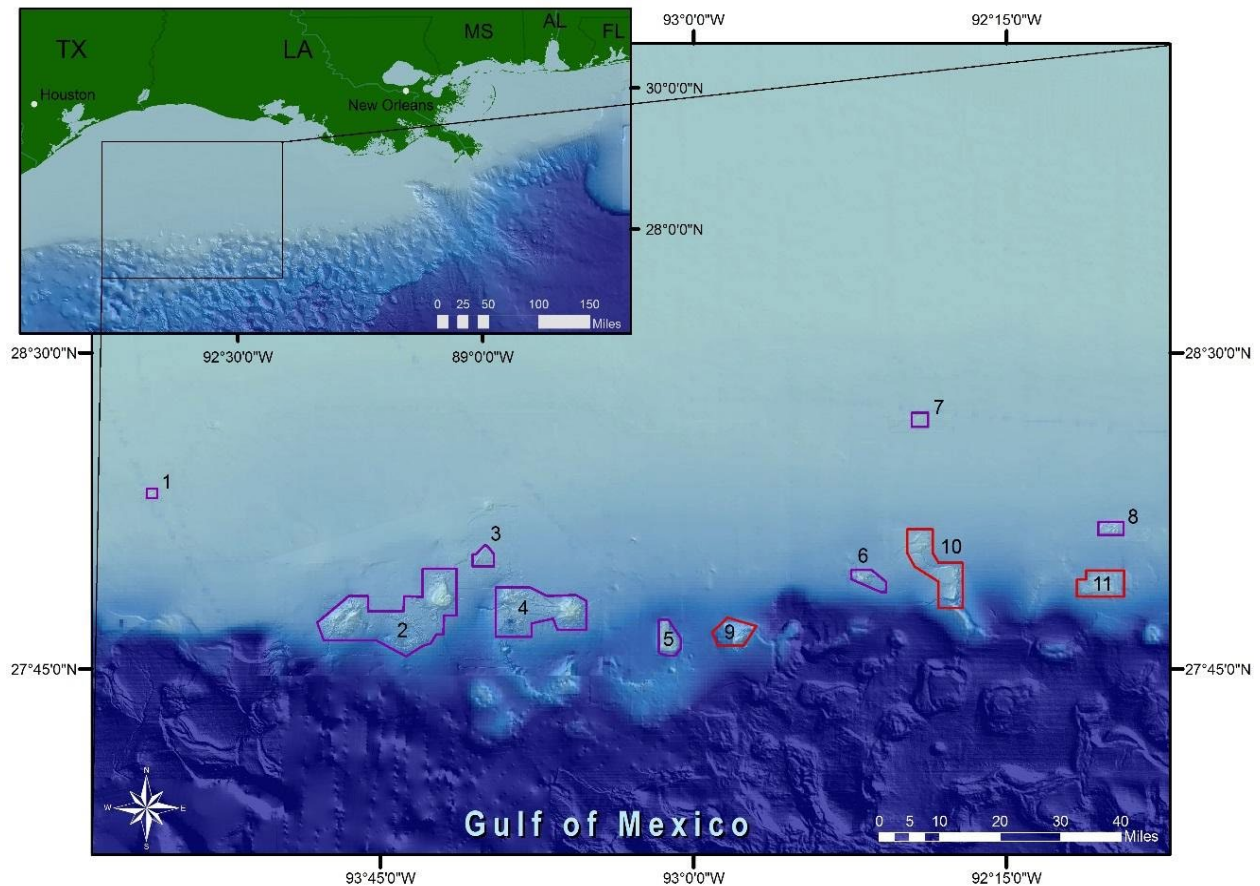 93°0'0"W
92°15'0"W
TX
LA
MS
AL
FL
Houston
New Orleans
30°0'0"N
28°0'0"N
0 25 50 100 150
Miles
92°30'0"W
89°0'0"W
28°30'0"N
28°30'0"N
7
1
8
3
10
6
11
4
2
5
9
27°45'0"N
27°45'0"N
N
W
E
S
Gulf of Mexico
0 5 10 20 30 40
Miles
93°45'0"W
93°0'0"W
92°15'0"W